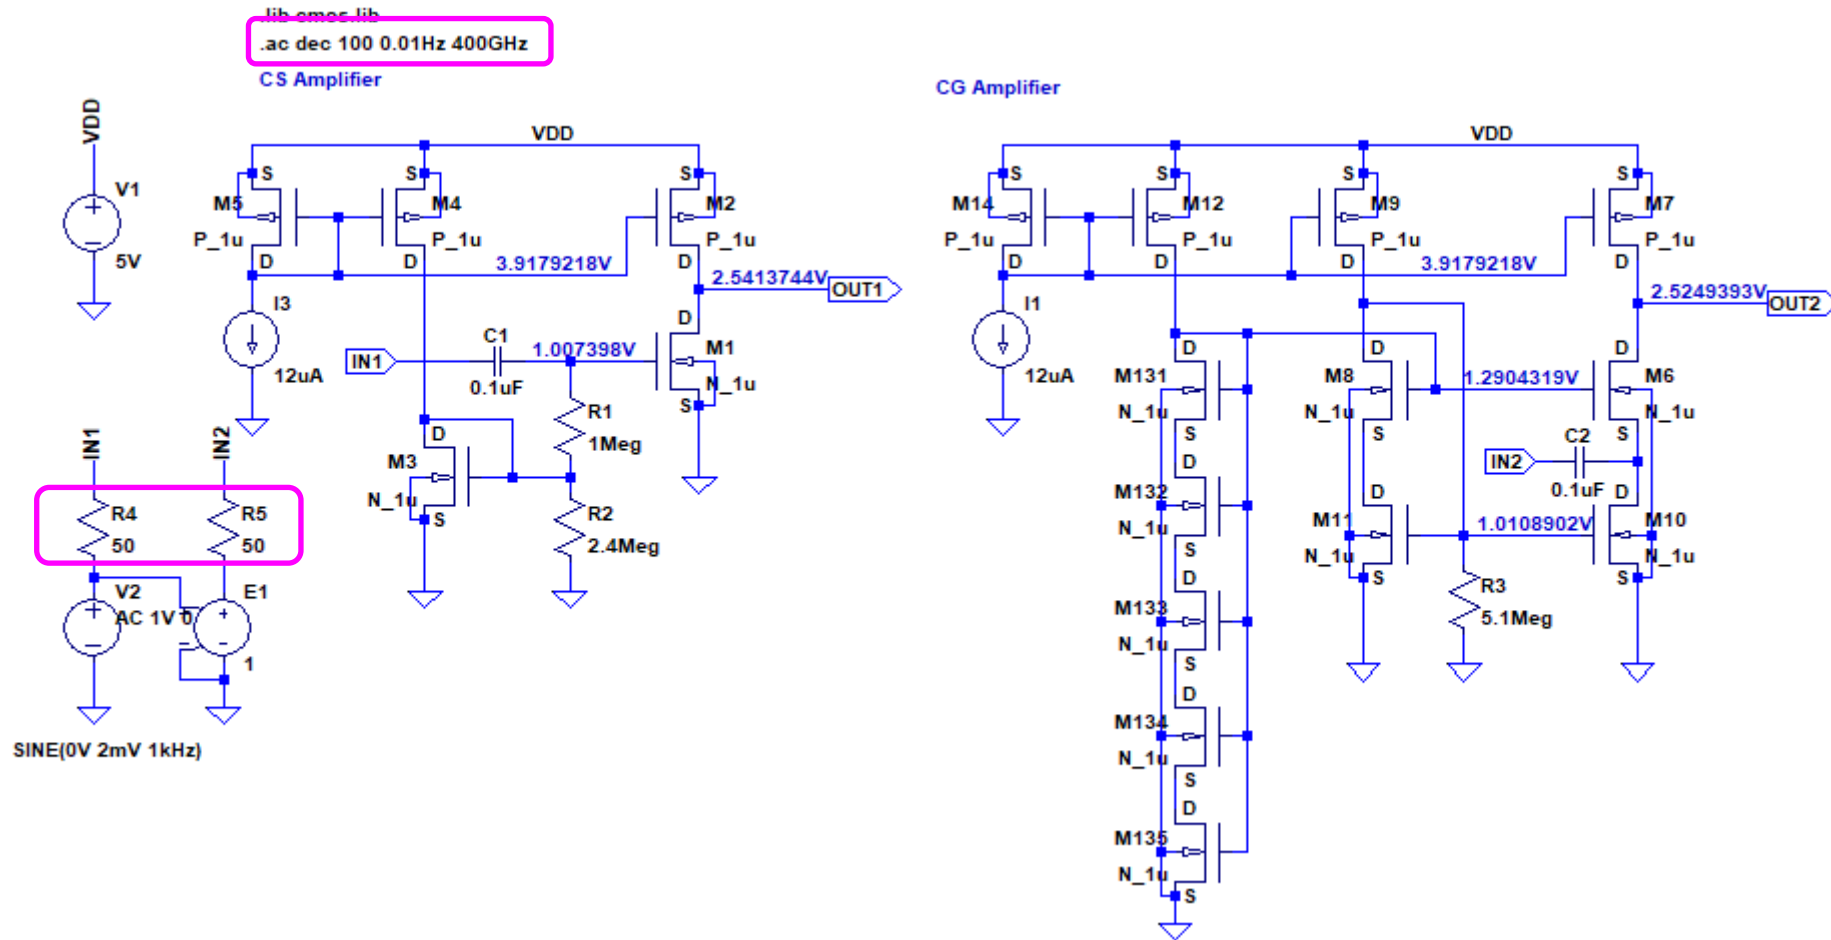 .lib cmos.lib
.ac dec 100 0.01Hz 400GHz
CS Amplifier
CG Amplifier
VDD
V1
5V
VDD
S
M5
P_1u
D
S
M4
P_1u
D
S
M2
P_1u
D
3.9179218V
2.5413744V
OUT1
I3
12uA
IN1
C1
0.1uF
1.007398V
D
M1
N_1u
S
R1
1Meg
D
M3
N_1u
S
R2
2.4Meg
IN1
IN2
R4
50
R5
50
V2
AC 1V 0
E1
1
SINE(0V 2mV 1kHz)
VDD
S
M14
P_1u
D
S
M12
P_1u
S
M9
P_1u
D
S
M7
P_1u
D
3.9179218V
2.5249393V
OUT2
I1
12uA
D
M131
N_1u
S
D
M132
N_1u
S
D
M133
N_1u
S
D
M134
N_1u
S
D
M135
N_1u
S
D
M8
N_1u
S
1.2904319V
D
M6
N_1u
S
IN2
C2
0.1uF
D
M11
N_1u
S
1.0108902V
D
M10
N_1u
S
R3
5.1Meg